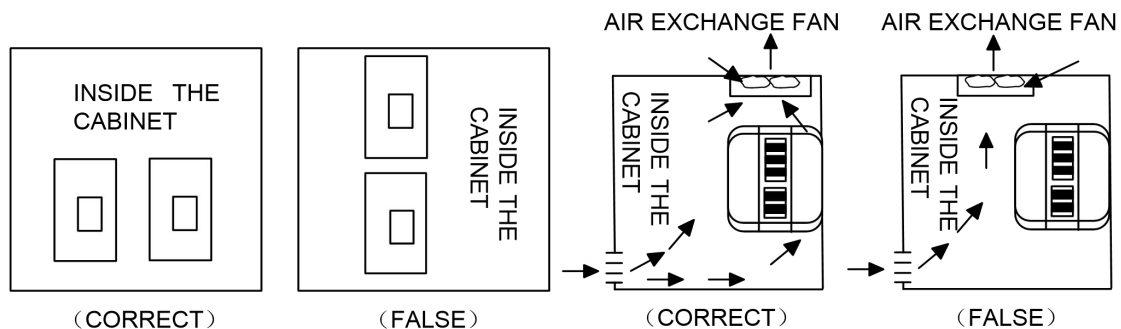 AIR EXCHANGE FAN
AIR EXCHANGE FAN
INSIDE THE
CABINET
INSIDE THE
CABINET
INSIDE THE
CABINET
INSIDE THE
CABINET
（CORRECT）
（FALSE）
（CORRECT）
（FALSE）